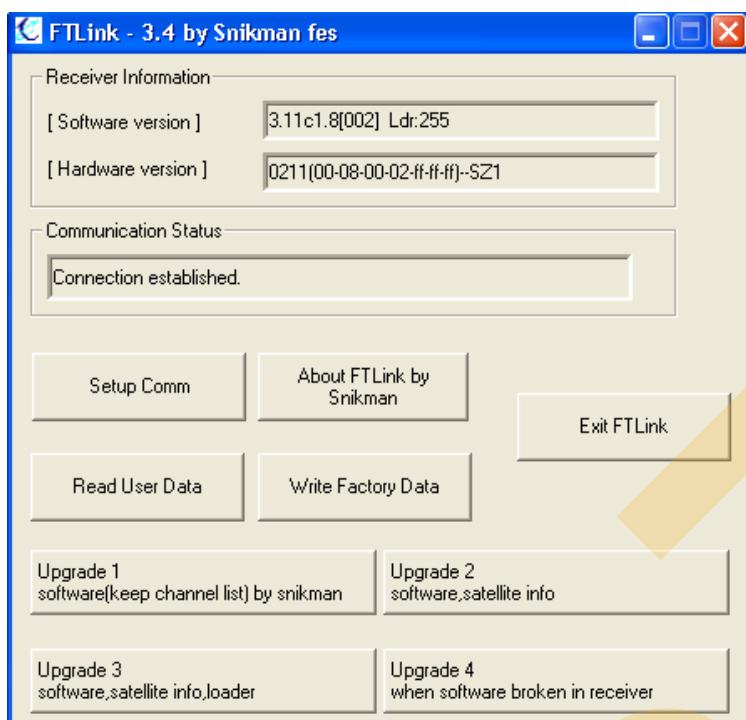 FTLink - 3.4 by Snikman fes
Receiver Information
[ Software version ]
3.11c1.8[002] Ldr:255
[ Hardware version ]
0211(00-08-00-02-ff-ff-ff)--SZ1
Communication Status
Connection established.
Setup Comm
About FTLink by
Snikman
Exit FTLink
Read User Data
Write Factory Data
Upgrade 1
software(keep channel list) by snikman
Upgrade 2
software,satellite info
Upgrade 3
software,satellite info,loader
Upgrade 4
when software broken in receiver